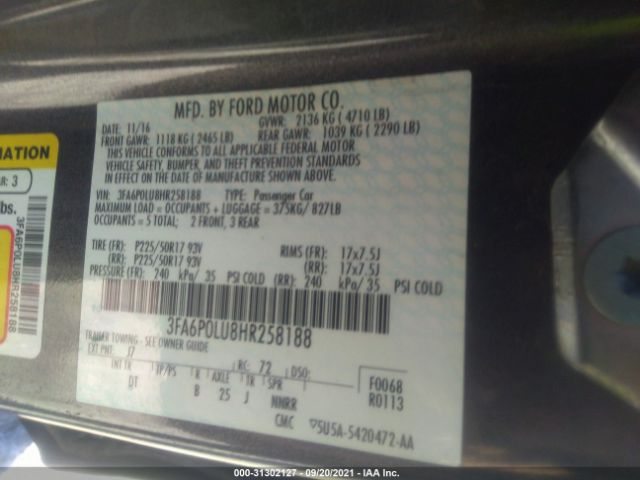 MFD. BY FORD MOTOR CO.
DATE: 11/16 GVWR: 2136 KG ( 4710 LB)
FRONT GAWR: 1118 KG ( 2465 LB) REAR GAWR: 1039 KG ( 2290 LB)
THIS VEHICLE CONFORMS TO ALL APPLICABLE FEDERAL MOTOR
VEHICLE SAFETY, BUMPER, AND THEFT PREVENTION STANDARDS
IN EFFECT ON THE DATE OF MANUFACTURE SHOWN ABOVE.
VIN: 3FA6P0LU8HR258188 TYPE: Passenger Car
MAXIMUM LOAD = OCCUPANTS + LUGGAGE = 375KG/ 827LB
OCCUPANTS = 5 TOTAL; 2 FRONT, 3 REAR
TIRE (FR): P225/50R17 93V RIMS (FR): 17x7.5J
(RR): P225/50R17 93V (RR): 17x7.5J
PRESSURE (FR): 240 kPa/ 35 PSI COLD (RR): 240 kPa/ 35 PSI COLD
3FA6P0LU8HR258188
TRAILER TOWING - SEE OWNER GUIDE
EXT PNT: J7 RC: 72 DSO:
INT TR TP/PS R AXLE TR SPR F0068
DT B 25 J NNRR R0113
CMC 5U5A-5420472-AA
MATION
AR: 3
lbs.
3FA6P0LU8HR258188
000-31302127 - 09/20/2021 - IAA Inc.